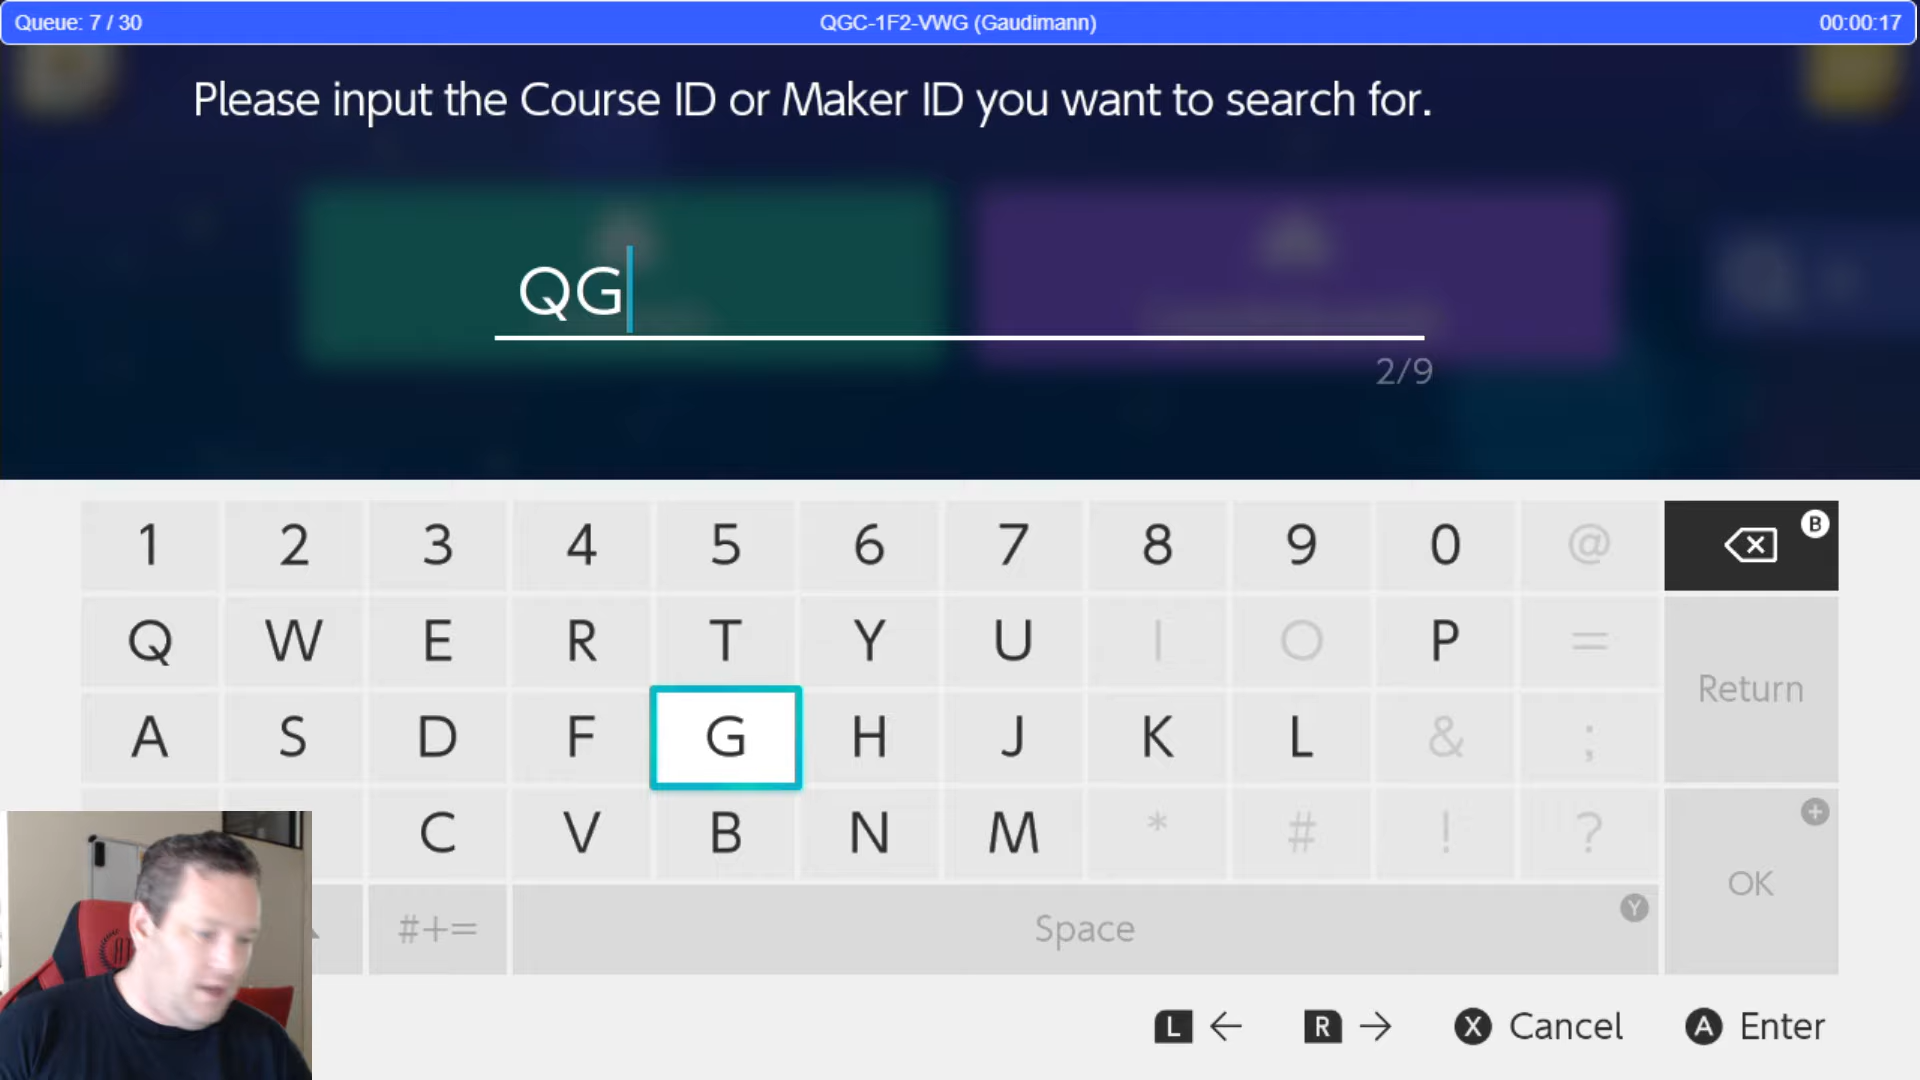 Queue: 7 / 30 QGC-1F2-VWG (Gaudimann) 00:00:17
Please input the Course ID or Maker ID you want to search for.
QG
2/9
1 2 3 4 5 6 7 8 9 0 @ B
Q W E R T Y U I O P =
Return
A S D F G H J K L & ;
C V B N M * # ! ? +
OK
#+= Space Y
L ← R → X Cancel A Enter